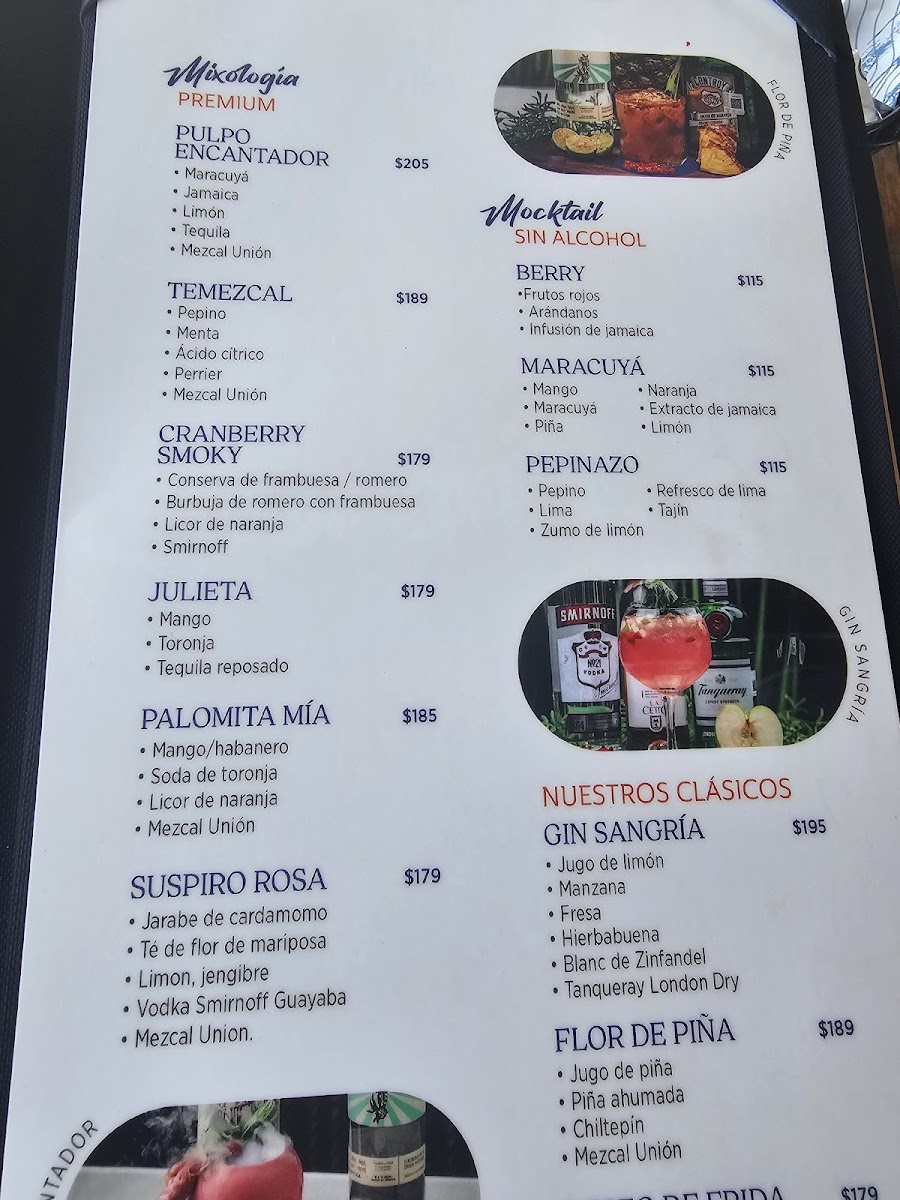 Mixología
PREMIUM
PULPO
ENCANTADOR $205
• Maracuyá
• Jamaica
• Limón
• Tequila
• Mezcal Unión
TEMEZCAL $189
• Pepino
• Menta
• Ácido cítrico
• Perrier
• Mezcal Unión
CRANBERRY
SMOKY $179
• Conserva de frambuesa / romero
• Burbuja de romero con frambuesa
• Licor de naranja
• Smirnoff
JULIETA $179
• Mango
• Toronja
• Tequila reposado
PALOMITA MÍA $185
• Mango/habanero
• Soda de toronja
• Licor de naranja
• Mezcal Unión
SUSPIRO ROSA $179
• Jarabe de cardamomo
• Té de flor de mariposa
• Limon, jengibre
• Vodka Smirnoff Guayaba
• Mezcal Union.
NTADOR
CONTROY
FLOR DE PIÑA
Mocktail
SIN ALCOHOL
BERRY $115
•Frutos rojos
• Arándanos
• Infusión de jamaica
MARACUYÁ $115
• Mango • Naranja
• Maracuyá • Extracto de jamaica
• Piña • Limón
PEPINAZO $115
• Pepino • Refresco de lima
• Lima • Tajín
• Zumo de limón
SMIRNOFF
Nº21
VODKA
Tanqueray
GIN SANGRÍA
NUESTROS CLÁSICOS
GIN SANGRÍA $195
• Jugo de limón
• Manzana
• Fresa
• Hierbabuena
• Blanc de Zinfandel
• Tanqueray London Dry
FLOR DE PIÑA $189
• Jugo de piña
• Piña ahumada
• Chiltepín
• Mezcal Unión
DE FRIDA $179